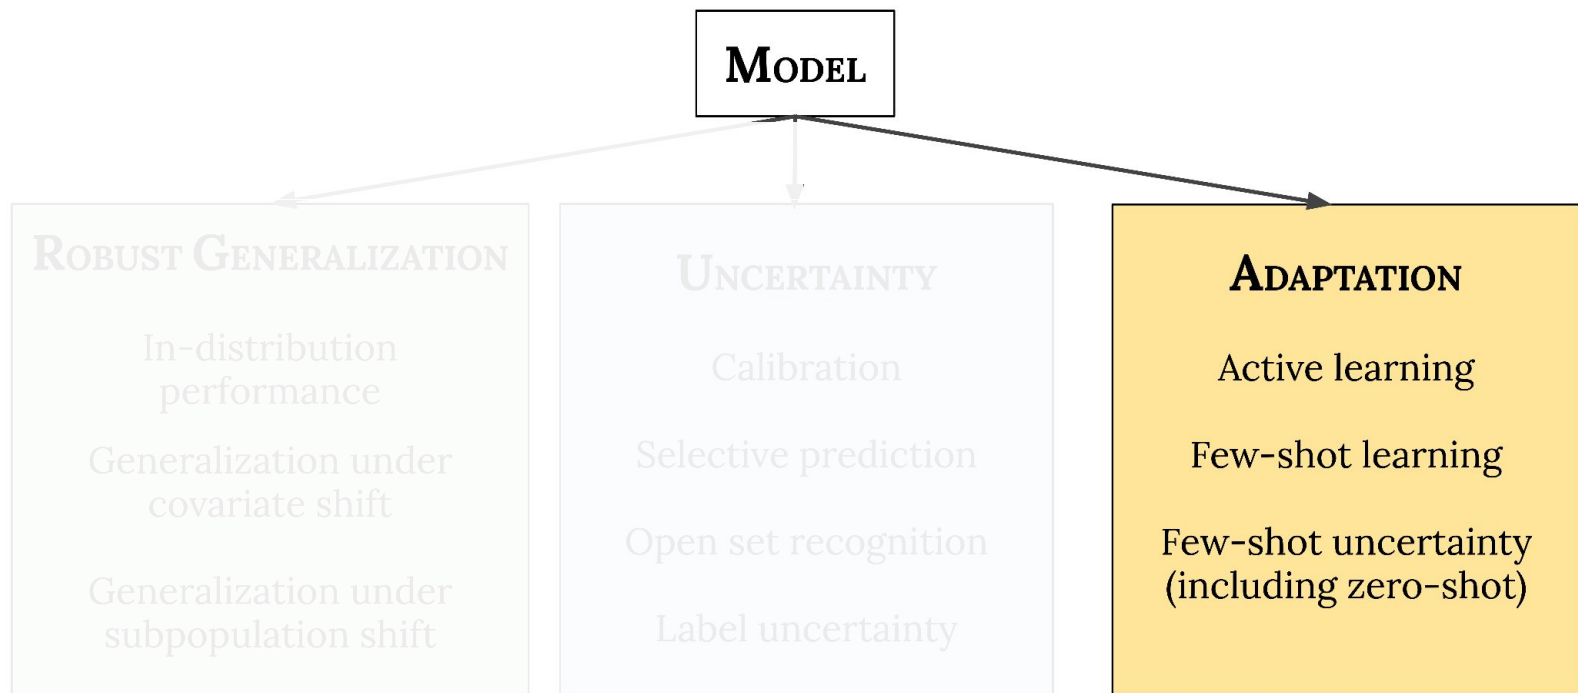 MODEL
ROBUST GENERALIZATION
In-distribution
performance
Generalization under
covariate shift
Generalization under
subpopulation shift
UNCERTAINTY
Calibration
Selective prediction
Open set recognition
Label uncertainty
ADAPTATION
Active learning
Few-shot learning
Few-shot uncertainty
(including zero-shot)